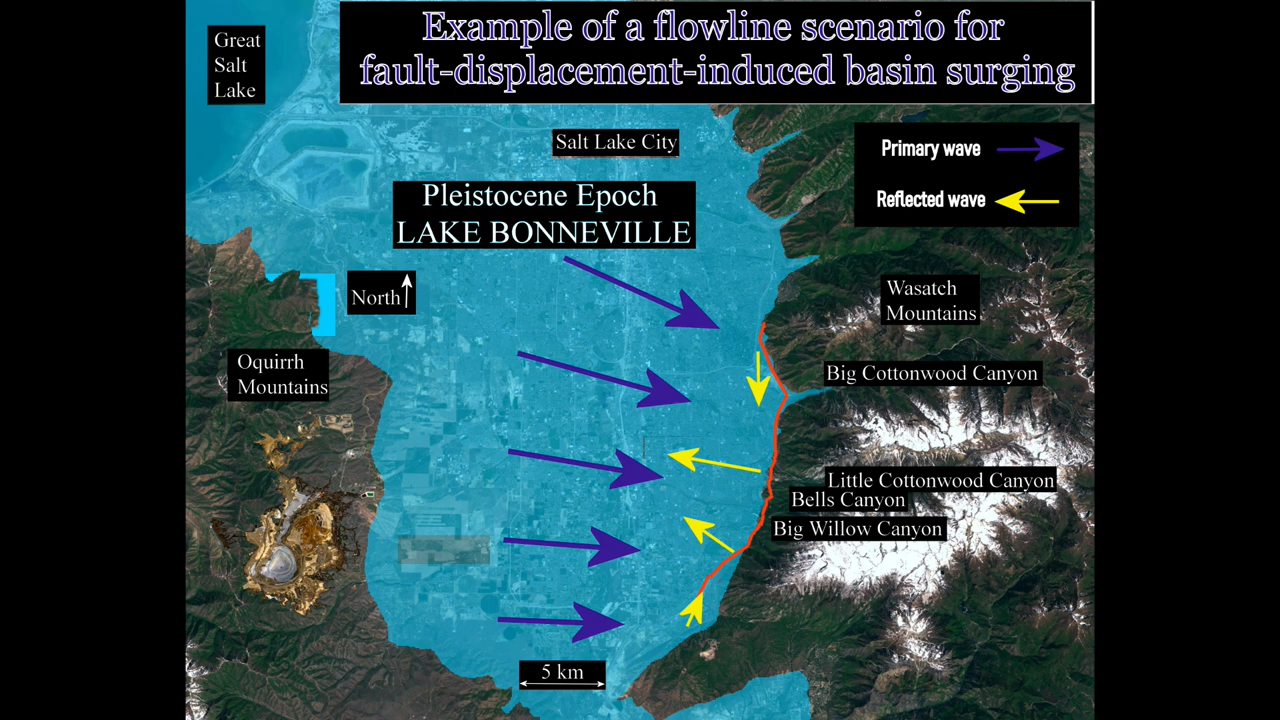 Example of a flowline scenario for
fault-displacement-induced basin surging
Great
Salt
Lake
Salt Lake City
Primary wave
Reflected wave
Pleistocene Epoch
LAKE BONNEVILLE
North
Wasatch
Mountains
Oquirrh
Mountains
Big Cottonwood Canyon
Little Cottonwood Canyon
Bells Canyon
Big Willow Canyon
5 km